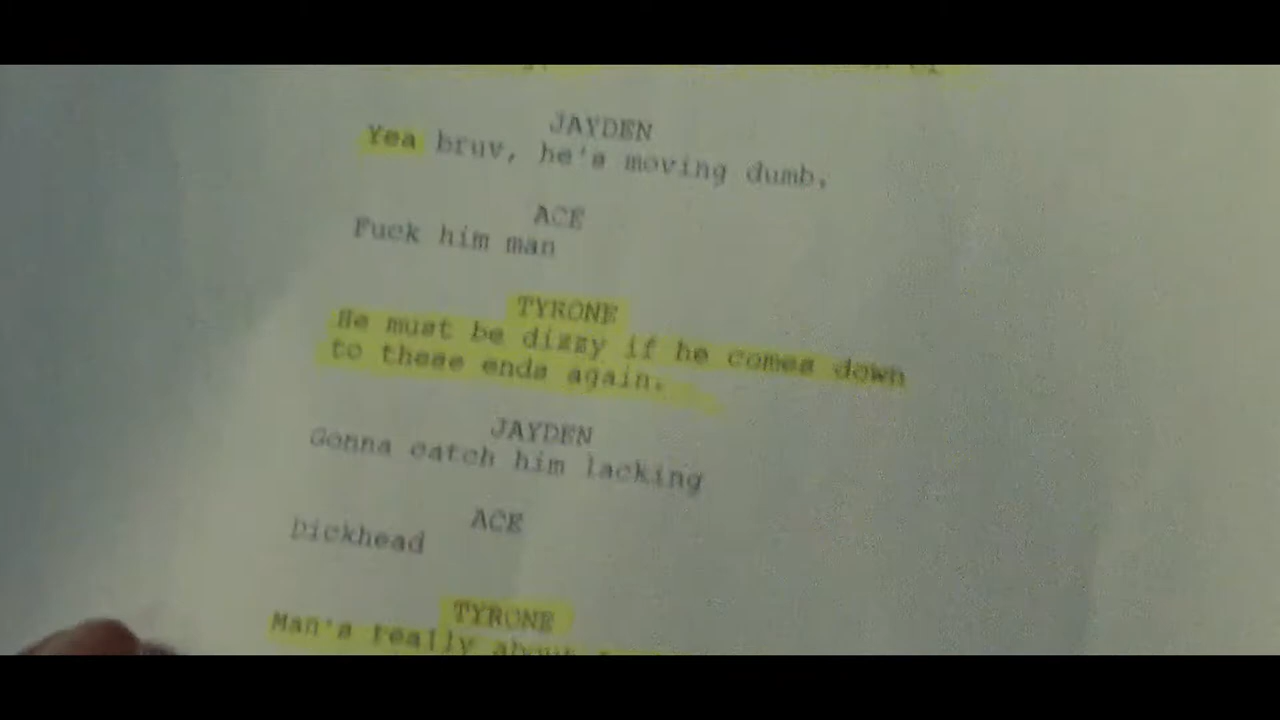 JAYDEN
Yea bruv, he's moving dumb.
ACE
Fuck him man
TYRONE
He must be dizzy if he comes down
to these ends again.
JAYDEN
Gonna catch him lacking
ACE
Dickhead
TYRONE
Man's really about